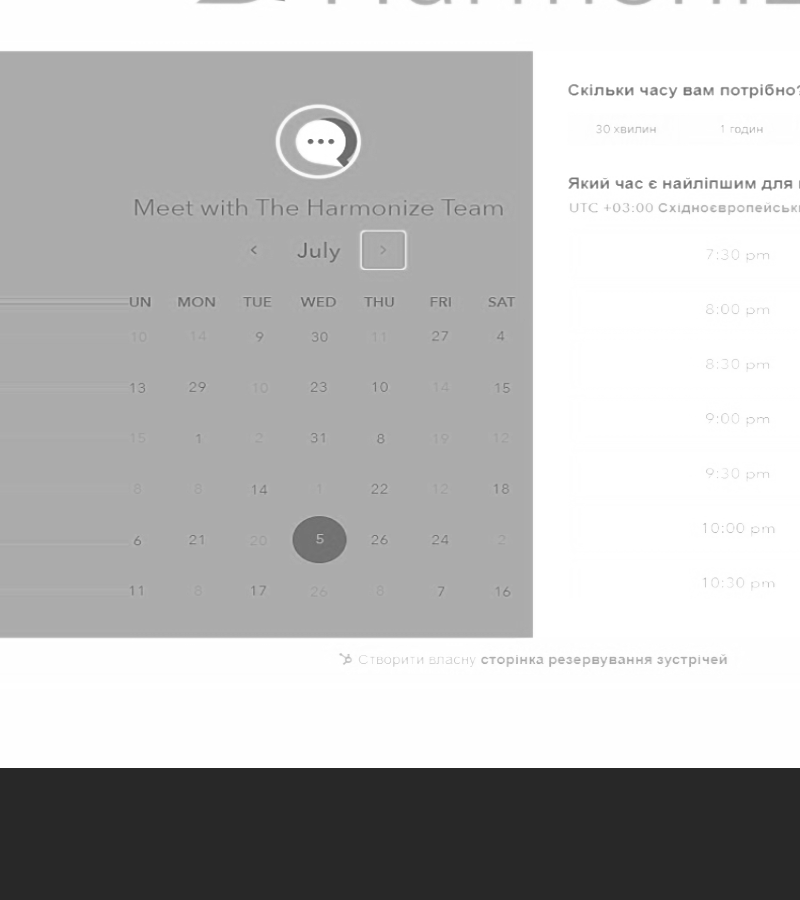 Скільки часу вам потрібно?
30 хвилин 1 годин
Meet with The Harmonize Team
Який час є найліпшим для
UTC +03:00
July
7:30 pm
UN MON TUE WED THU FRI SAT
8:00 pm
10 14 9 30 11 27 4
8:30 pm
13 29 10 23 10 14 15
9:00 pm
15 1 2 31 8 19 12
9:30 pm
8 8 14 1 22 12 18
10:00 pm
6 21 20 5 26 24 2
10:30 pm
11 8 17 26 8 7 16
Створити власну сторінка резервування зустрічей